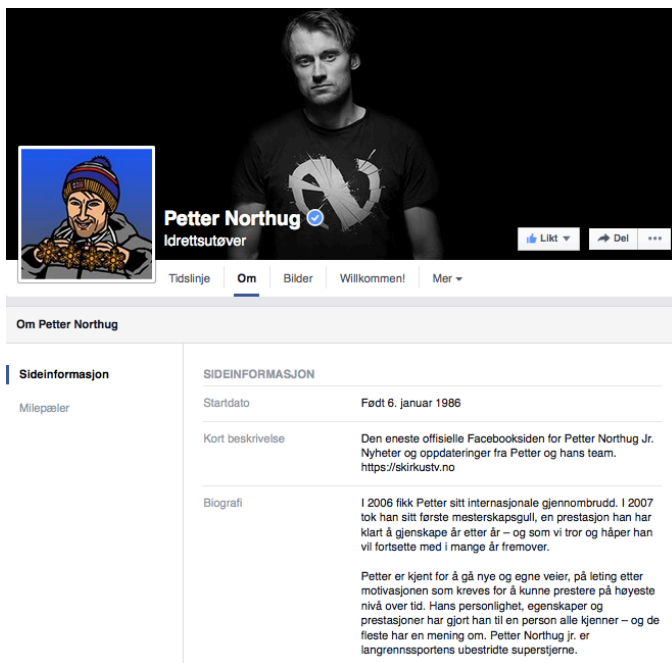 Petter Northug
Idrettsutøver
Likt
Del
Tidslinje
Om
Bilder
Willkommen!
Mer
Om Petter Northug
Sideinformasjon
Milepæler
SIDEINFORMASJON
Startdato
Født 6. januar 1986
Kort beskrivelse
Den eneste offisielle Facebooksiden for Petter Northug Jr.
Nyheter og oppdateringer fra Petter og hans team.
https://skirkustv.no
Biografi
I 2006 fikk Petter sitt internasjonale gjennombrudd. I 2007
tok han sitt første mesterskapsgull, en prestasjon han har
klart å gjenskape år etter år – og som vi tror og håper han
vil fortsette med i mange år fremover.
Petter er kjent for å gå nye og egne veier, på leting etter
motivasjonen som kreves for å kunne prestere på høyeste
nivå over tid. Hans personlighet, egenskaper og
prestasjoner har gjort han til en person alle kjenner – og de
fleste har en mening om. Petter Northug jr. er
langrennssportens ubestridte superstjerne.